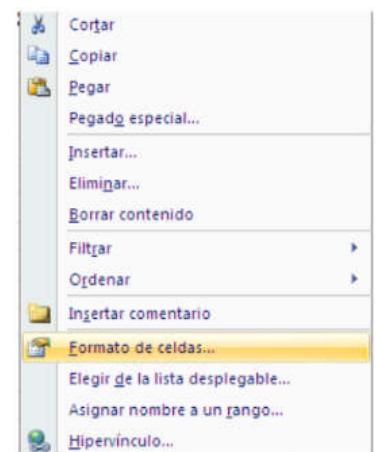 Cortar
Copiar
Pegar
Pegado especial...
Insertar...
Eliminar...
Borrar contenido
Filtrar
Ordenar
Insertar comentario
Formato de celdas...
Elegir de la lista desplegable...
Asignar nombre a un rango...
Hipervínculo...